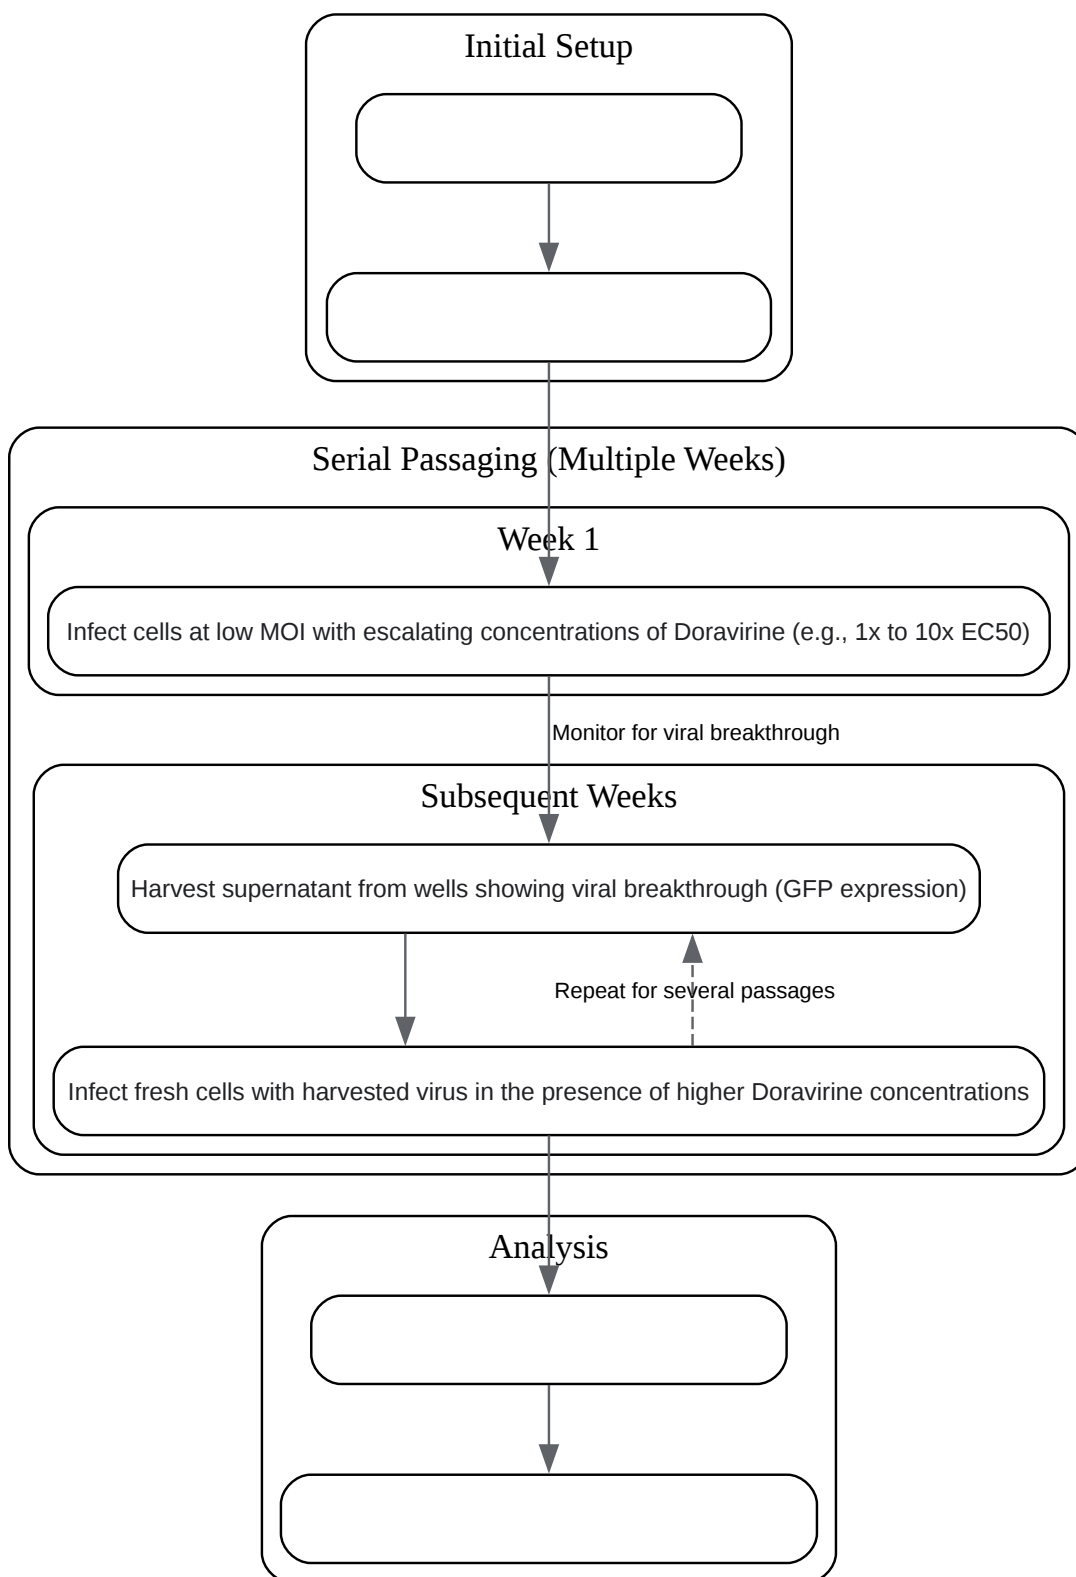 Initial Setup
Serial Passaging (Multiple Weeks)
Week 1
Infect cells at low MOI with escalating concentrations of Doravirine (e.g., 1x to 10x EC50)
Monitor for viral breakthrough
Subsequent Weeks
Harvest supernatant from wells showing viral breakthrough (GFP expression)
Repeat for several passages
Infect fresh cells with harvested virus in the presence of higher Doravirine concentrations
Analysis